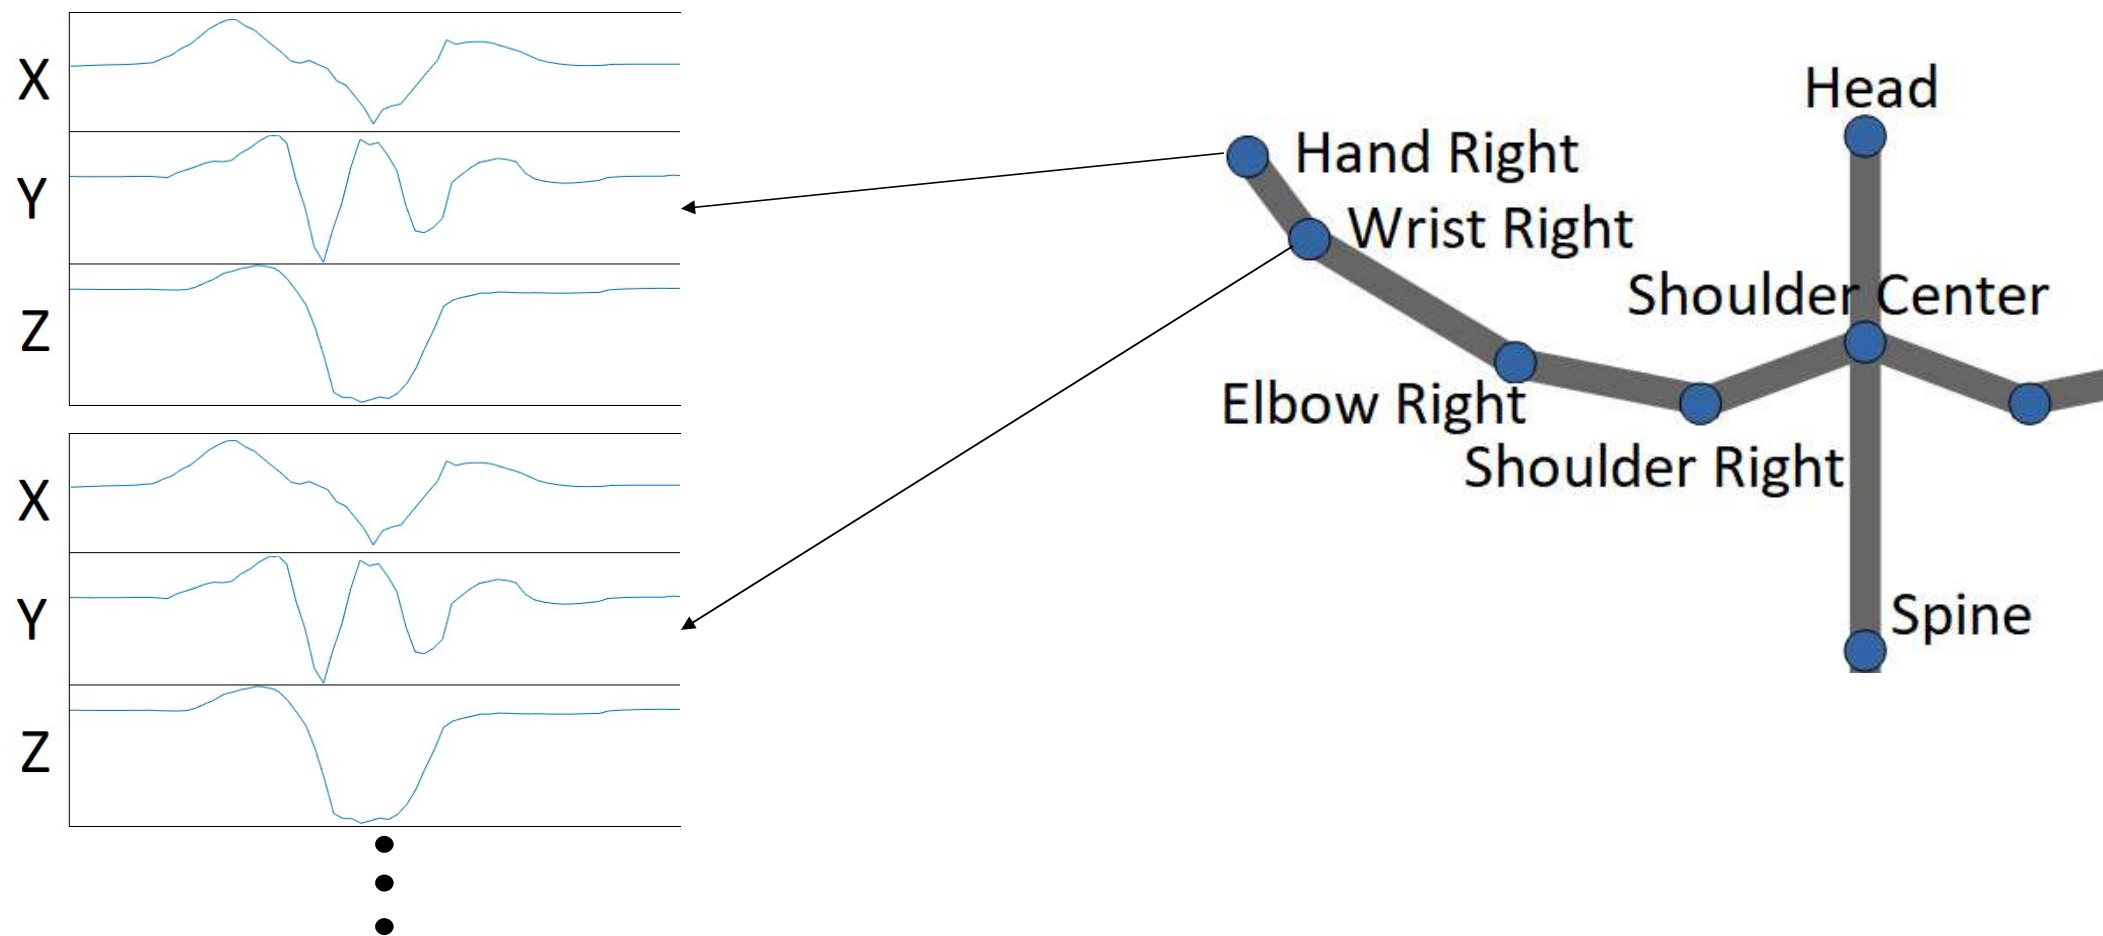 X
Y
Z
X
Y
Z
Head
Hand Right
Wrist Right
Shoulder Center
Elbow Right
Shoulder Right
Spine